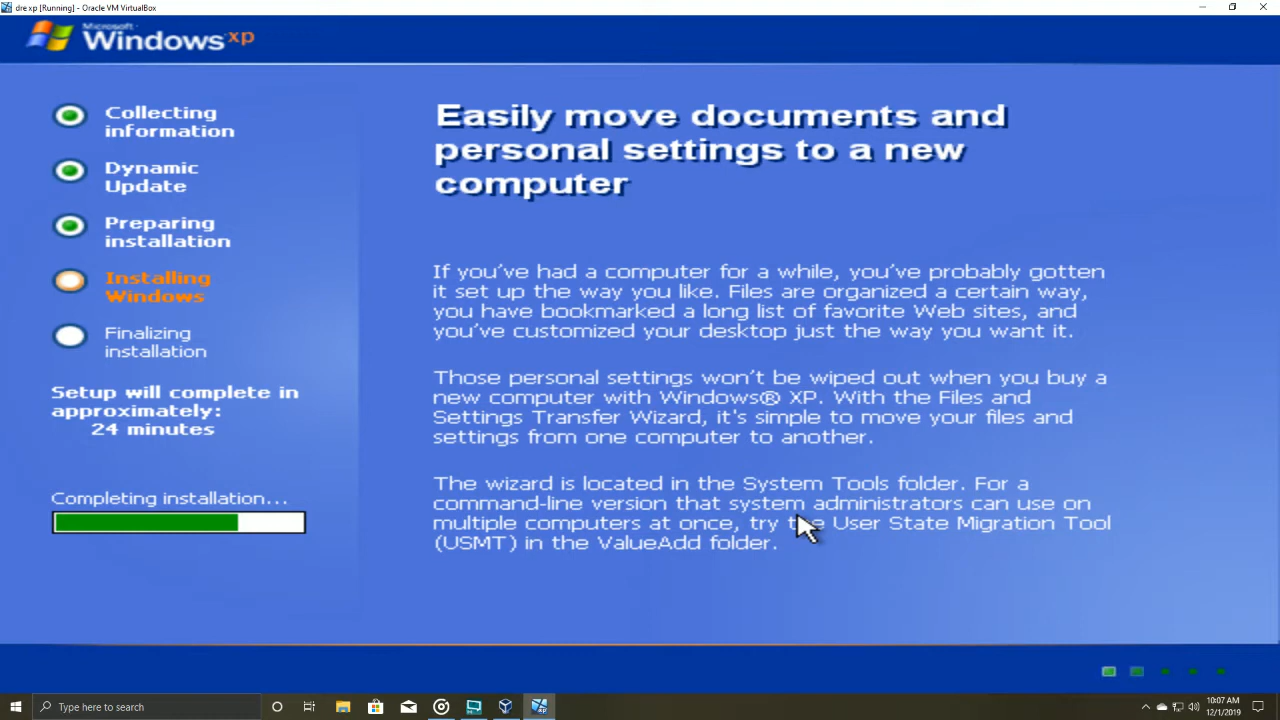 dre.xp [Running] - Oracle VM VirtualBox
Microsoft
Windows xp
Collecting
information
Dynamic
Update
Preparing
installation
Installing
Windows
Finalizing
installation
Setup will complete in
approximately:
24 minutes
Completing installation...
Easily move documents and
personal settings to a new
computer
If you've had a computer for a while, you've probably gotten
it set up the way you like. Files are organized a certain way,
you have bookmarked a long list of favorite Web sites, and
you've customized your desktop just the way you want it.
Those personal settings won't be wiped out when you buy a
new computer with Windows® XP. With the Files and
Settings Transfer Wizard, it's simple to move your files and
settings from one computer to another.
The wizard is located in the System Tools folder. For a
command-line version that system administrators can use on
multiple computers at once, try the User State Migration Tool
(USMT) in the ValueAdd folder.
Type here to search
10:07 AM
12/1/2019